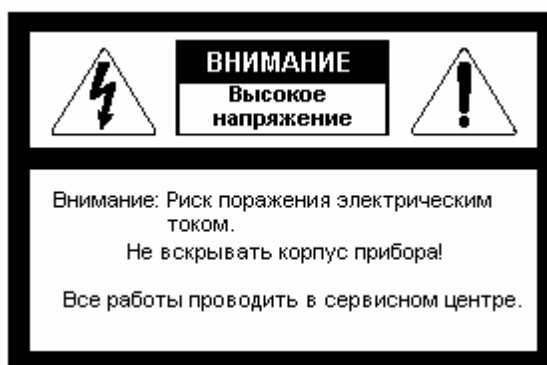 ВНИМАНИЕ
Высокое
напряжение
Внимание: Риск поражения электрическим
током.
Не вскрывать корпус прибора!
Все работы проводить в сервисном центре.